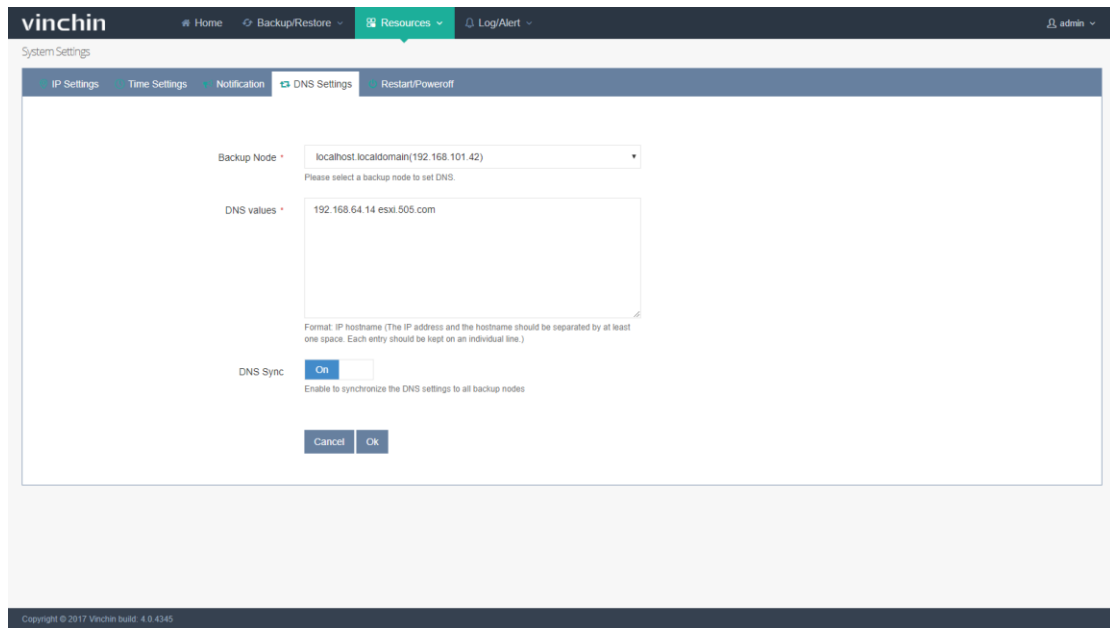 vinchin Home Backup/Restore Resources Log/Alert admin
System Settings
IP Settings Time Settings Notification DNS Settings Restart/Poweroff
Backup Node * localhost.localdomain(192.168.101.42)
Please select a backup node to set DNS.
DNS values * 192.168.64.14 esxi.505.com
Format: IP hostname (The IP address and the hostname should be separated by at least
one space. Each entry should be kept on an individual line.)
DNS Sync On
Enable to synchronize the DNS settings to all backup nodes
Cancel Ok
Copyright © 2017 Vinchin build: 4.0.4345